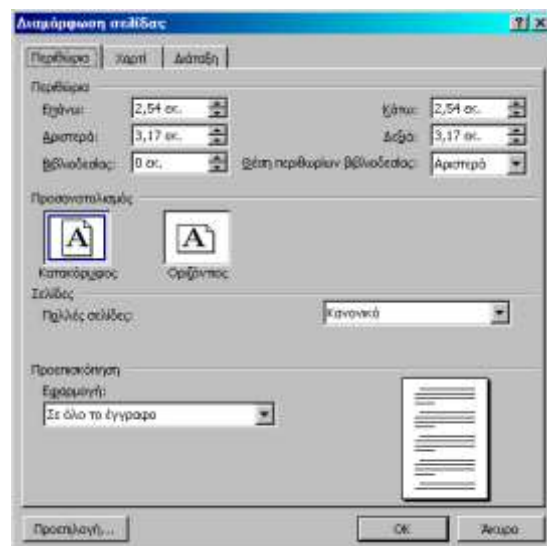 Διαμόρφωση σελίδας
Περιθώρια Χαρτί Διάταξη
Περιθώρια
Επάνω: 2,54 εκ. Κάτω: 2,54 εκ.
Αριστερά: 3,17 εκ. Δεξιά: 3,17 εκ.
Βιβλιοδεσίας: 0 εκ. Θέση περιθωρίου βιβλιοδεσίας: Αριστερά
Προσανατολισμός
A A
Κατακόρυφος Οριζόντιος
Σελίδες
Πολλές σελίδες: Κανονικά
Προεπισκόπηση
Εφαρμογή:
Σε όλο το έγγραφο
Προεπιλογή... OK Άκυρο